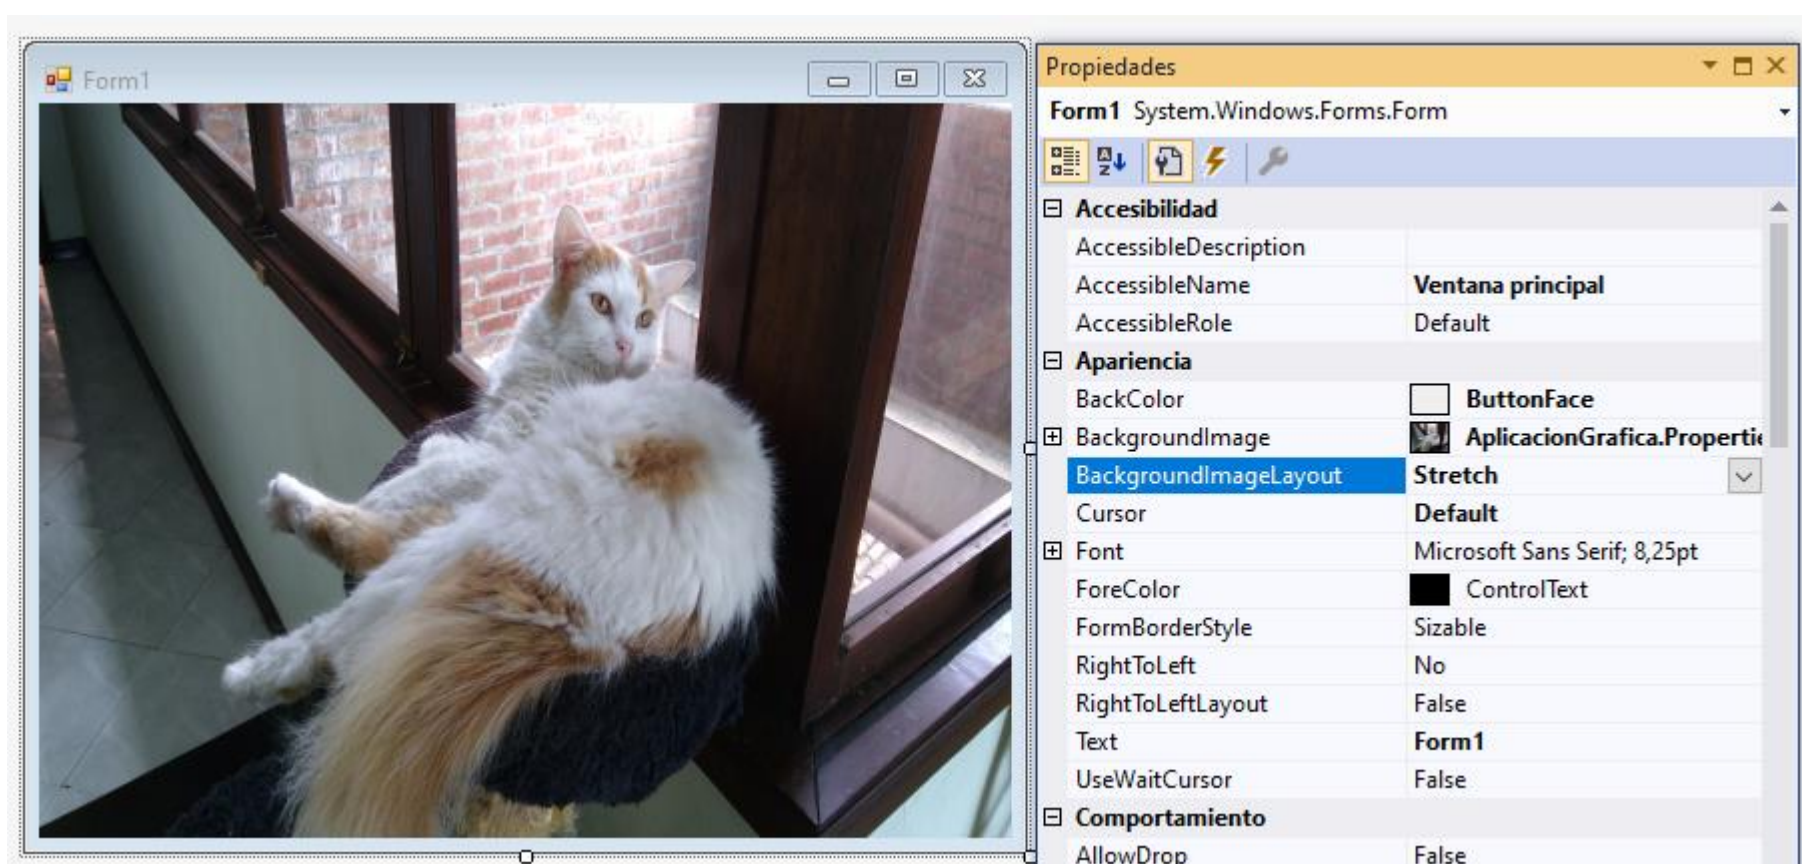 Form1
Propiedades
Form1 System.Windows.Forms.Form
Accesibilidad
AccessibleDescription
AccessibleName Ventana principal
AccessibleRole Default
Apariencia
BackColor ButtonFace
BackgroundImage AplicacionGrafica.Propertie
BackgroundImageLayout Stretch
Cursor Default
Font Microsoft Sans Serif; 8,25pt
ForeColor ControlText
FormBorderStyle Sizable
RightToLeft No
RightToLeftLayout False
Text Form1
UseWaitCursor False
Comportamiento
AllowDrop False